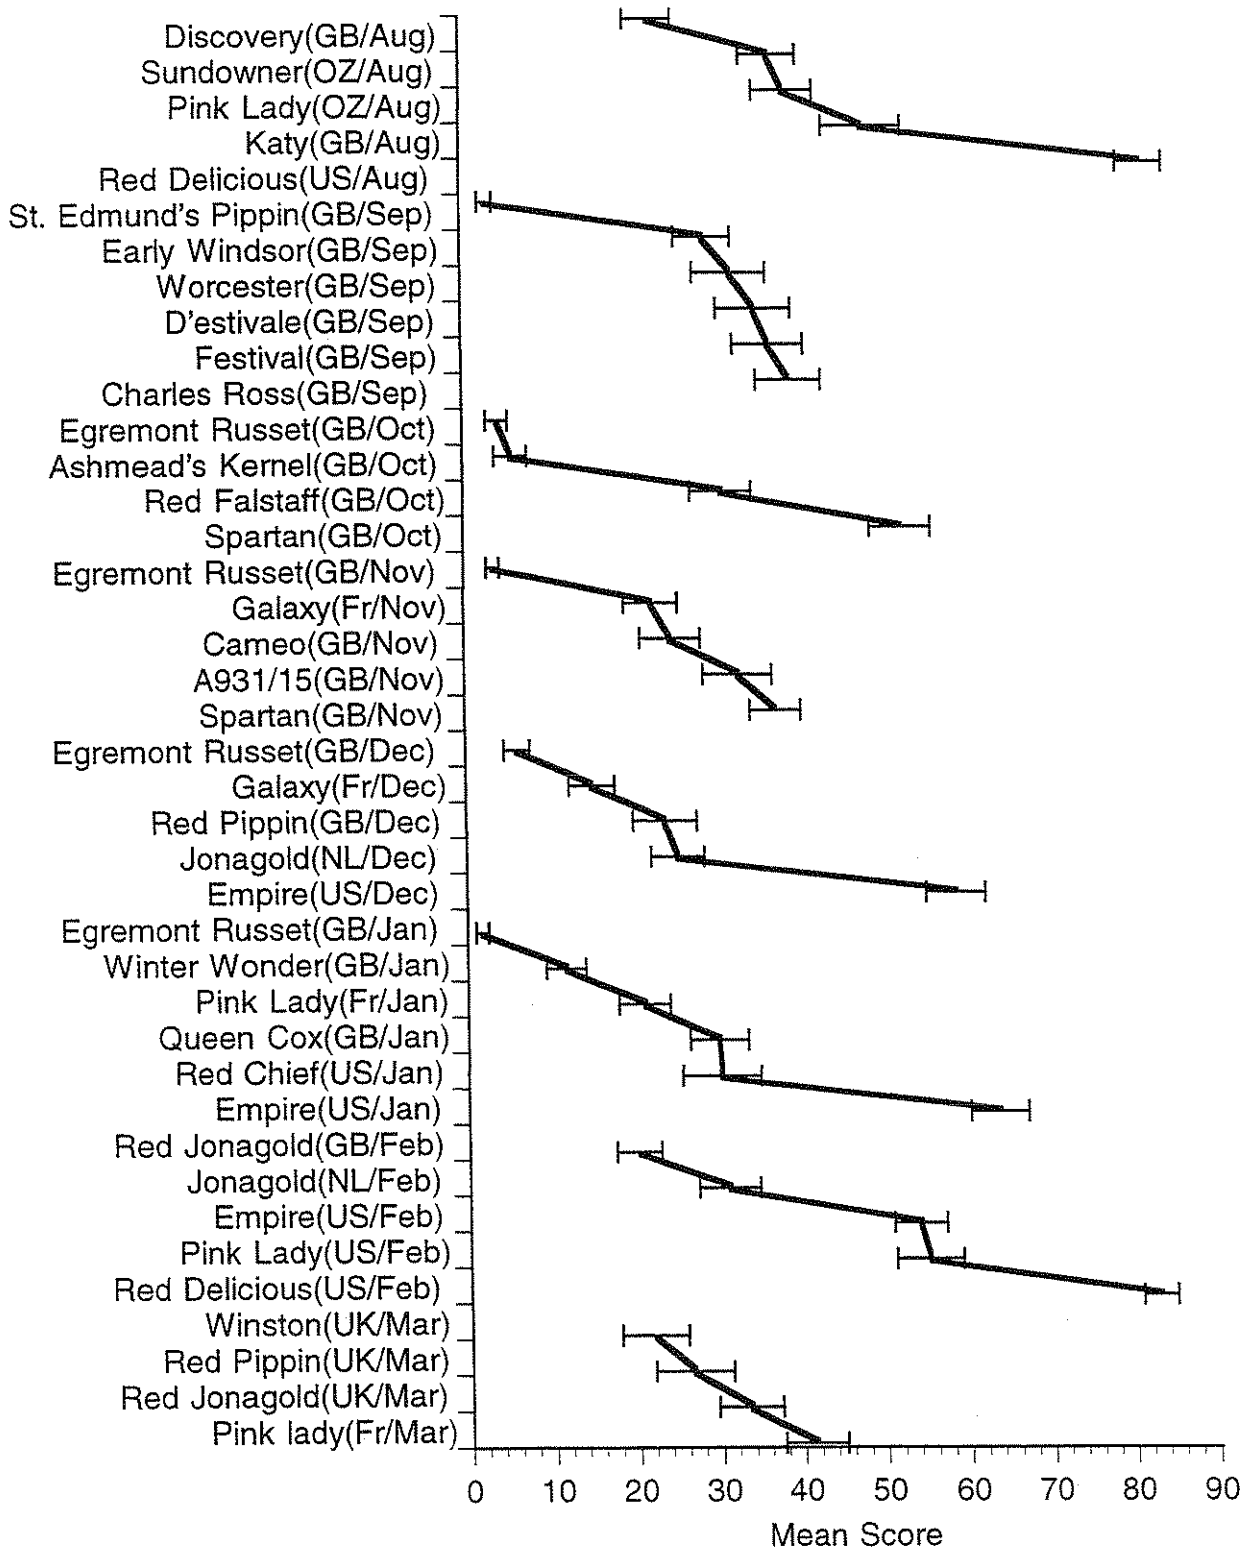 Discovery(GB/Aug)
Sundowner(OZ/Aug)
Pink Lady(OZ/Aug)
Katy(GB/Aug)
Red Delicious(US/Aug)
St. Edmund's Pippin(GB/Sep)
Early Windsor(GB/Sep)
Worcester(GB/Sep)
D'estivale(GB/Sep)
Festival(GB/Sep)
Charles Ross(GB/Sep)
Egremont Russet(GB/Oct)
Ashmead's Kernel(GB/Oct)
Red Falstaff(GB/Oct)
Spartan(GB/Oct)
Egremont Russet(GB/Nov)
Galaxy(Fr/Nov)
Cameo(GB/Nov)
A931/15(GB/Nov)
Spartan(GB/Nov)
Egremont Russet(GB/Dec)
Galaxy(Fr/Dec)
Red Pippin(GB/Dec)
Jonagold(NL/Dec)
Empire(US/Dec)
Egremont Russet(GB/Jan)
Winter Wonder(GB/Jan)
Pink Lady(Fr/Jan)
Queen Cox(GB/Jan)
Red Chief(US/Jan)
Empire(US/Jan)
Red Jonagold(GB/Feb)
Jonagold(NL/Feb)
Empire(US/Feb)
Pink Lady(US/Feb)
Red Delicious(US/Feb)
Winston(UK/Mar)
Red Pippin(UK/Mar)
Red Jonagold(UK/Mar)
Pink lady(Fr/Mar)
0 10 20 30 40 50 60 70 80 90
Mean Score